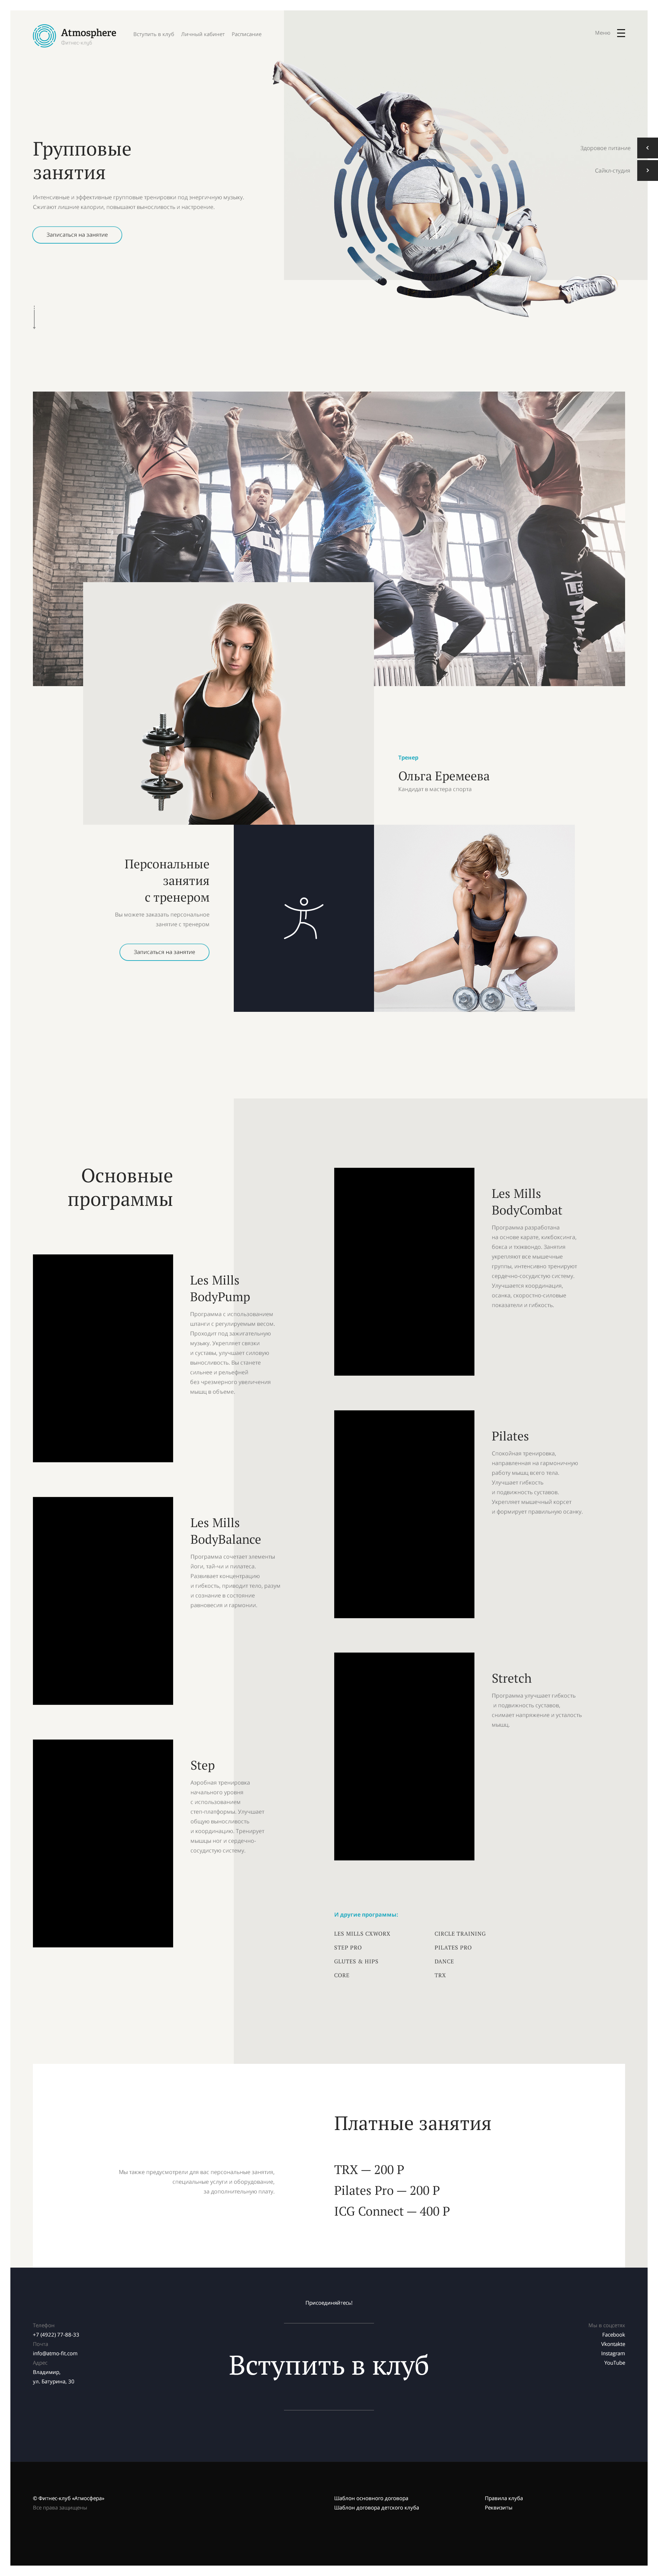 Atmosphere
Фитнес-клуб
Вступить в клуб
Личный кабинет
Расписание
Меню
Здоровое питание
Сайкл-студия
Групповые
занятия
Интенсивные и эффективные групповые тренировки под энергичную музыку.
Сжигают лишние калории, повышают выносливость и настроение.
Записаться на занятие
Тренер
Ольга Еремеева
Кандидат в мастера спорта
Персональные
занятия
с тренером
Вы можете заказать персональное
занятие с тренером
Записаться на занятие
Основные
программы
Les Mills
BodyPump
Программа с использованием
штанги с регулируемым весом.
Проходит под зажигательную
музыку. Укрепляет связки
и суставы, улучшает силовую
выносливость. Вы станете
сильнее и рельефней
без чрезмерного увеличения
мышц в объеме.
Les Mills
BodyBalance
Программа сочетает элементы
йоги, тай-чи и пилатеса.
Развивает концентрацию
и гибкость, приводит тело, разум
и сознание в состояние
равновесия и гармонии.
Step
Аэробная тренировка
начального уровня
с использованием
степ-платформы. Улучшает
общую выносливость
и координацию. Тренирует
мышцы ног и сердечно-
сосудистую систему.
Les Mills
BodyCombat
Программа разработана
на основе карате, кикбоксинга,
бокса и тхэквондо. Занятия
укрепляют все мышечные
группы, интенсивно тренируют
сердечно-сосудистую систему.
Улучшается координация,
осанка, скоростно-силовые
показатели и гибкость.
Pilates
Спокойная тренировка,
направленная на гармоничную
работу мышц всего тела.
Улучшает гибкость
и подвижность суставов.
Укрепляет мышечный корсет
и формирует правильную осанку.
Stretch
Программа улучшает гибкость
и подвижность суставов,
снимает напряжение и усталость
мышц.
И другие программы:
LES MILLS CXWORX
STEP PRO
GLUTES & HIPS
CORE
CIRCLE TRAINING
PILATES PRO
DANCE
TRX
Мы также предусмотрели для вас персональные занятия,
специальные услуги и оборудование,
за дополнительную плату.
Платные занятия
TRX — 200 Р
Pilates Pro — 200 Р
ICG Connect — 400 Р
Присоединяйтесь!
Вступить в клуб
Телефон
+7 (4922) 77-88-33
Почта
info@atmo-fit.com
Адрес
Владимир,
ул. Батурина, 30
Мы в соцсетях
Facebook
Vkontakte
Instagram
YouTube
© Фитнес-клуб «Атмосфера»
Все права защищены
Шаблон основного договора
Шаблон договора детского клуба
Правила клуба
Реквизиты